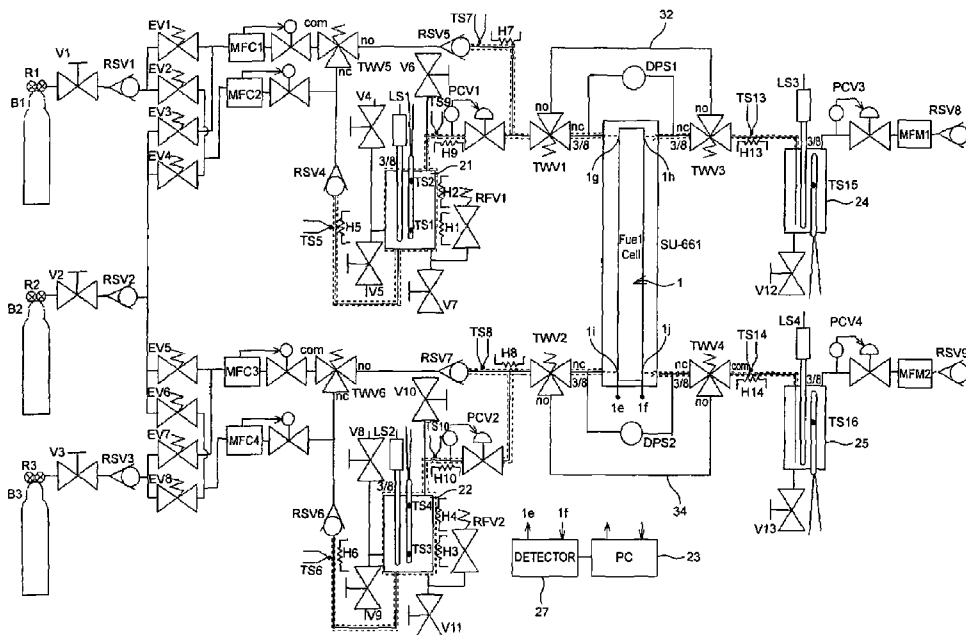 EV1
com
TWV5
no
TS7
H7
32
V1
RSV1
MFC1
RSV5
V6
DPS1
R1
EV2
MFC2
nc
V4
LS1
TS9
PCV1
no
no
TS13
LS3
PCV3
RSV8
B1
EV3
nc
3/8
nc
3/8
3/8
MFM1
EV4
3/8
H9
TWV1
1g
1h
TWV3
H13
21
RSV4
TS2
H2
RFV1
TS15
24
TS5
H5
TS1
H1
Fuel
Cell
SU-661
V2
R2
RSV2
V5
V7
1
V12
B2
EV5
com
TWV6
no
TS8
H8
TWV2
1i
1j
TWV4
TS14
LS4
PCV4
RSV9
MFC3
RSV7
nc
3/8
nc
3/8
com
3/8
MFM2
EV6
nc
V10
H14
V3
EV7
MFC4
V8
LS2
TS10
PCV2
no
1e
1f
no
TS16
25
R3
RSV3
EV8
3/8
H10
DPS2
B3
22
RSV6
TS4
H4
RFV2
34
V13
TS6
H6
TS3
H3
1e
1f
DETECTOR
PC
23
V9
V11
27